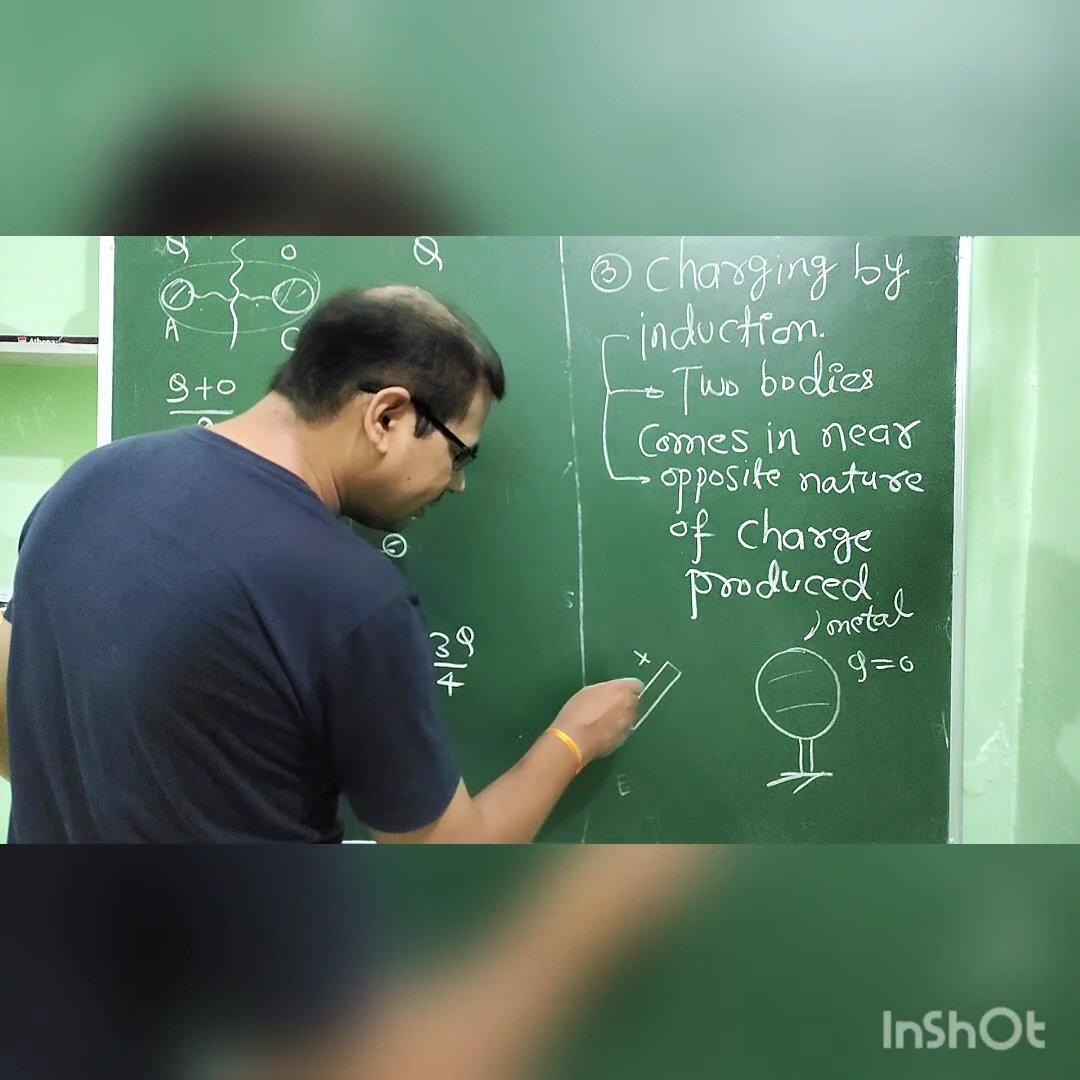 Q O Q
A C
Q+0
3Q
4
③ Charging by
induction.
Two bodies
Comes in near
opposite nature
of charge
produced
metal
q=0
+
E
Athena
InShOt